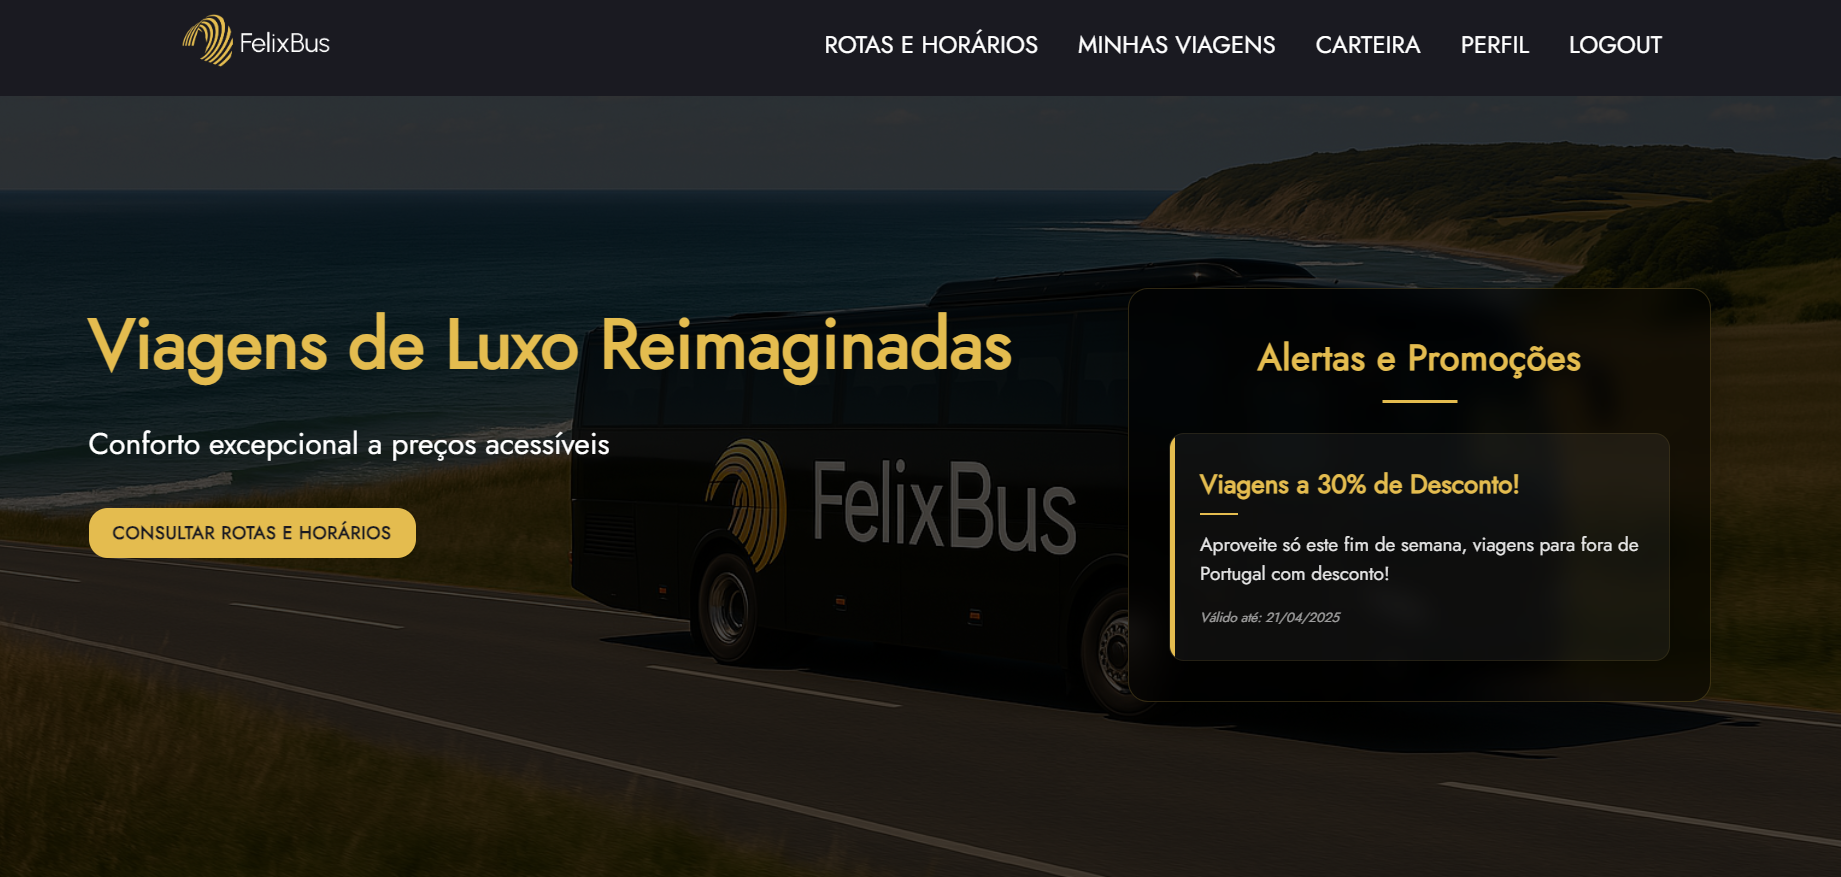 FelixBus
ROTAS E HORÁRIOS
MINHAS VIAGENS
CARTEIRA
PERFIL
LOGOUT
Viagens de Luxo Reimaginadas
Conforto excepcional a preços acessíveis
CONSULTAR ROTAS E HORÁRIOS
FelixBus
Alertas e Promoções
Viagens a 30% de Desconto!
Aproveite só este fim de semana, viagens para fora de
Portugal com desconto!
Válido até: 21/04/2025